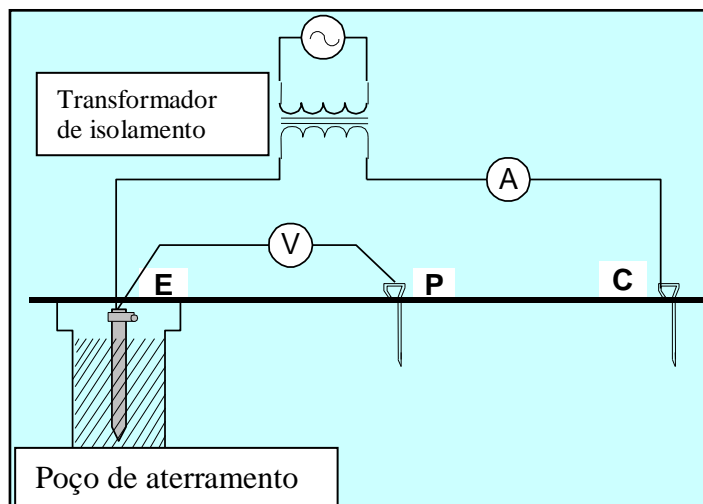 Transformador
de isolamento
A
V
E
P
C
Poço de aterramento